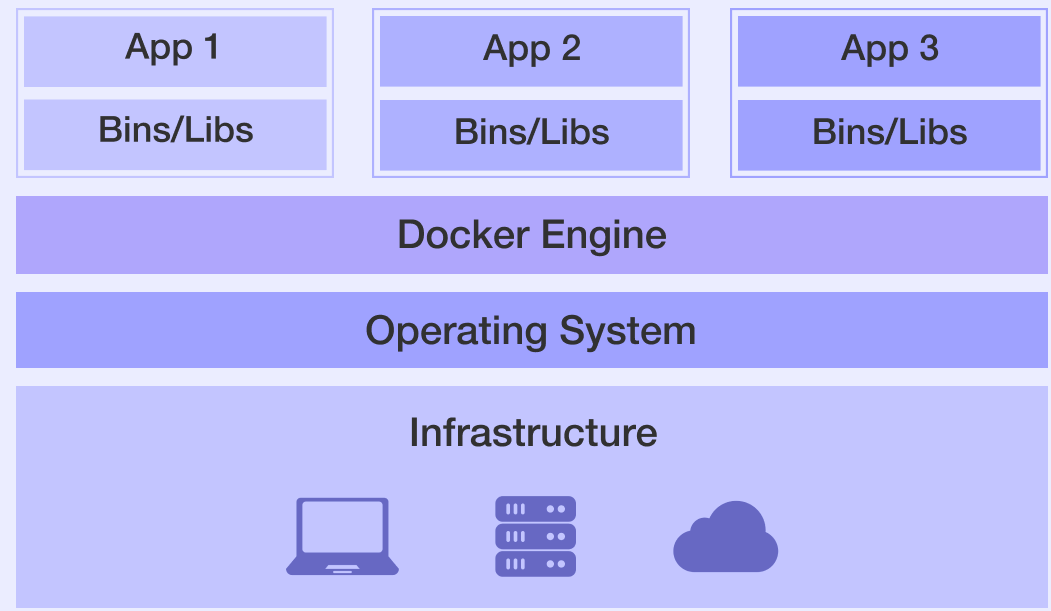 App 1
App 2
App 3
Bins/Libs
Bins/Libs
Bins/Libs
Docker Engine
Operating System
Infrastructure